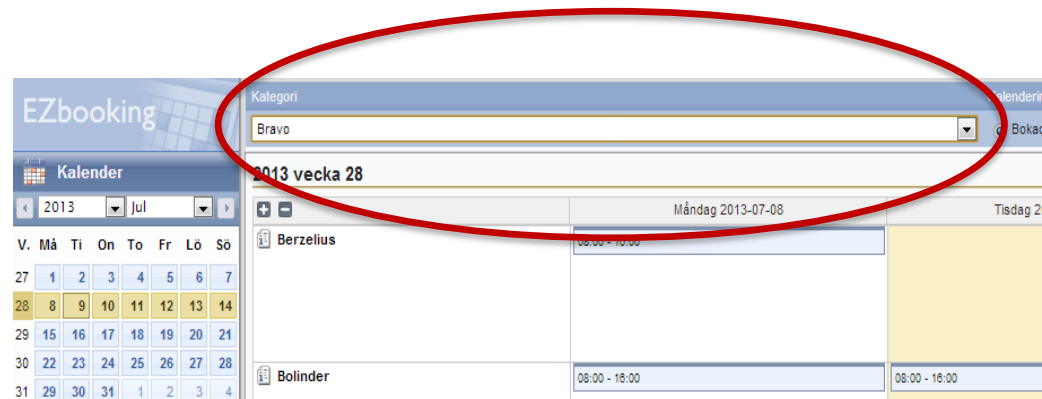 EZbooking
Kategori
Bravo
Bokad
Kalender
2013 Jul
V. Må Ti On To Fr Lö Sö
27 1 2 3 4 5 6 7
28 8 9 10 11 12 13 14
29 15 16 17 18 19 20 21
30 22 23 24 25 26 27 28
31 29 30 31 1 2 3 4
2013 vecka 28
Måndag 2013-07-08 Tisdag 2
Berzelius
08:00 - 16:00
Bolinder
08:00 - 16:00 08:00 - 16:00